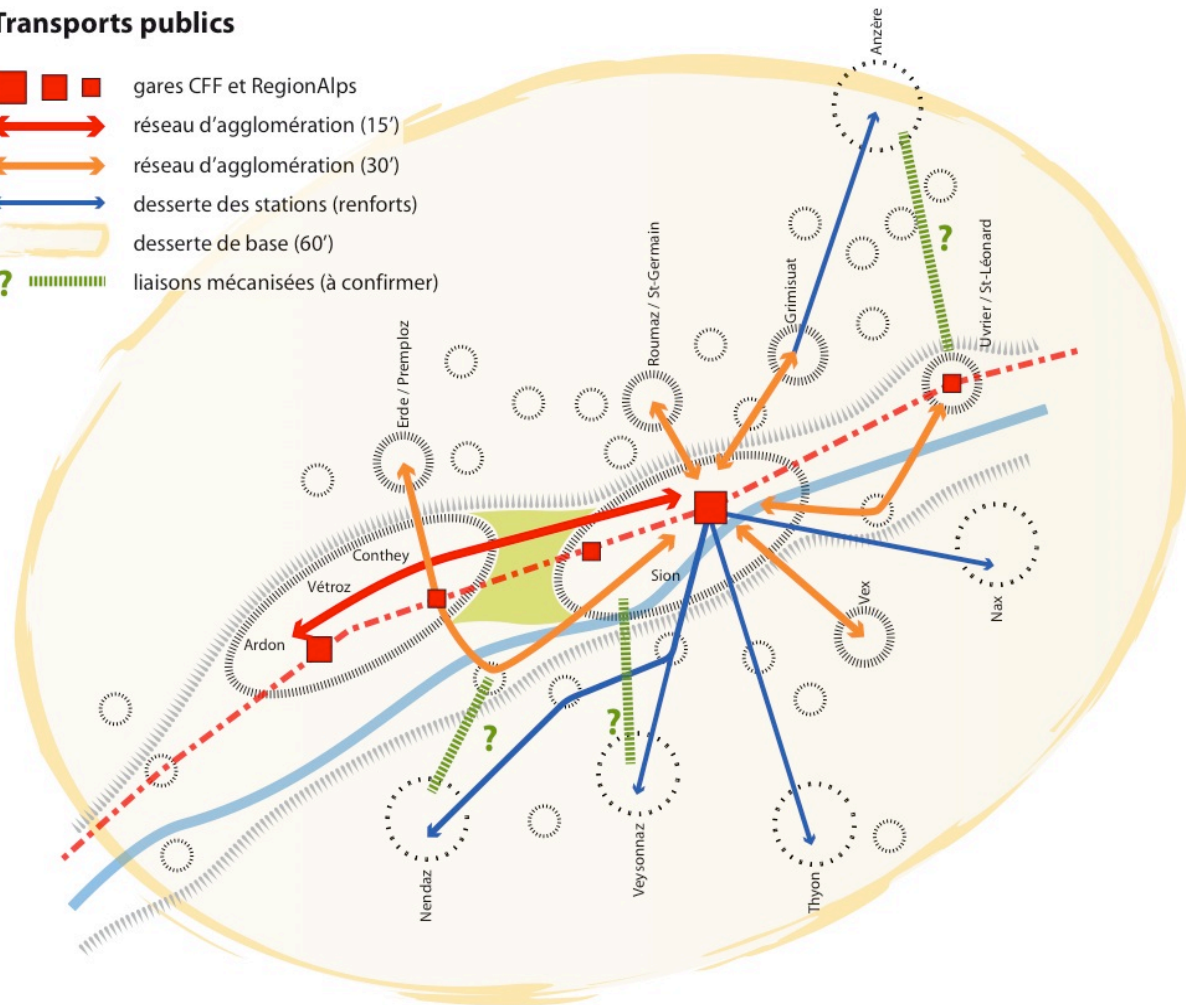 Transports publics
gares CFF et RegionAlps
réseau d'agglomération (15')
réseau d'agglomération (30')
desserte des stations (renforts)
desserte de base (60')
? liaisons mécanisées (à confirmer)
Anzère
Uvrier / St-Léonard
?
Grimisuat
Roumaz / St-Germain
Erde / Premploz
Conthey
Vétroz
Ardon
Sion
Vex
Nax
?
?
Nendaz
Veysonnaz
Thyon